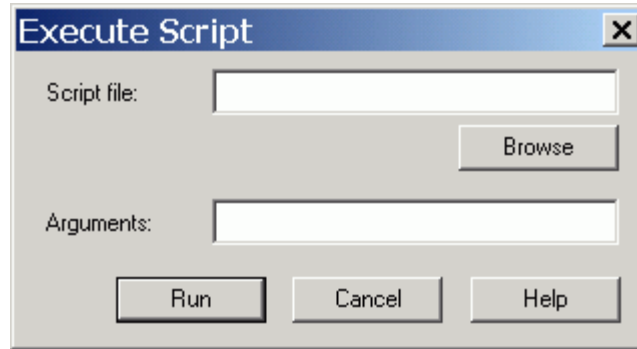 Execute Script
Script file:
Browse
Arguments:
Run Cancel Help